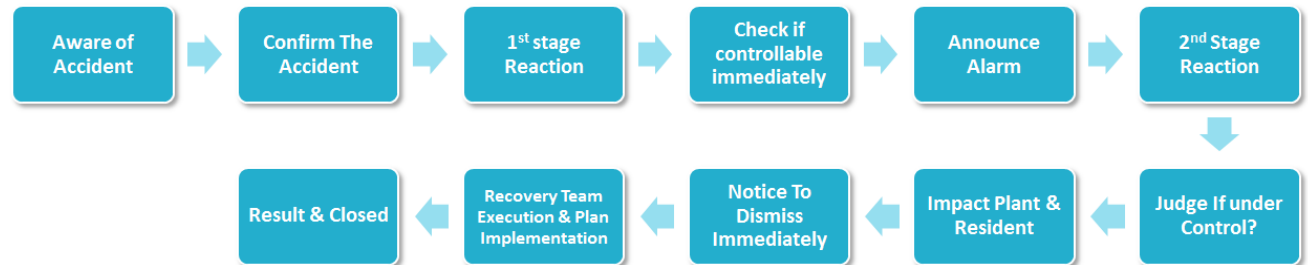 Aware of
Accident
Confirm The
Accident
1st stage
Reaction
Check if
controllable
immediately
Announce
Alarm
2nd Stage
Reaction
Result & Closed
Recovery Team
Execution & Plan
Implementation
Notice To
Dismiss
Immediately
Impact Plant &
Resident
Judge If under
Control?